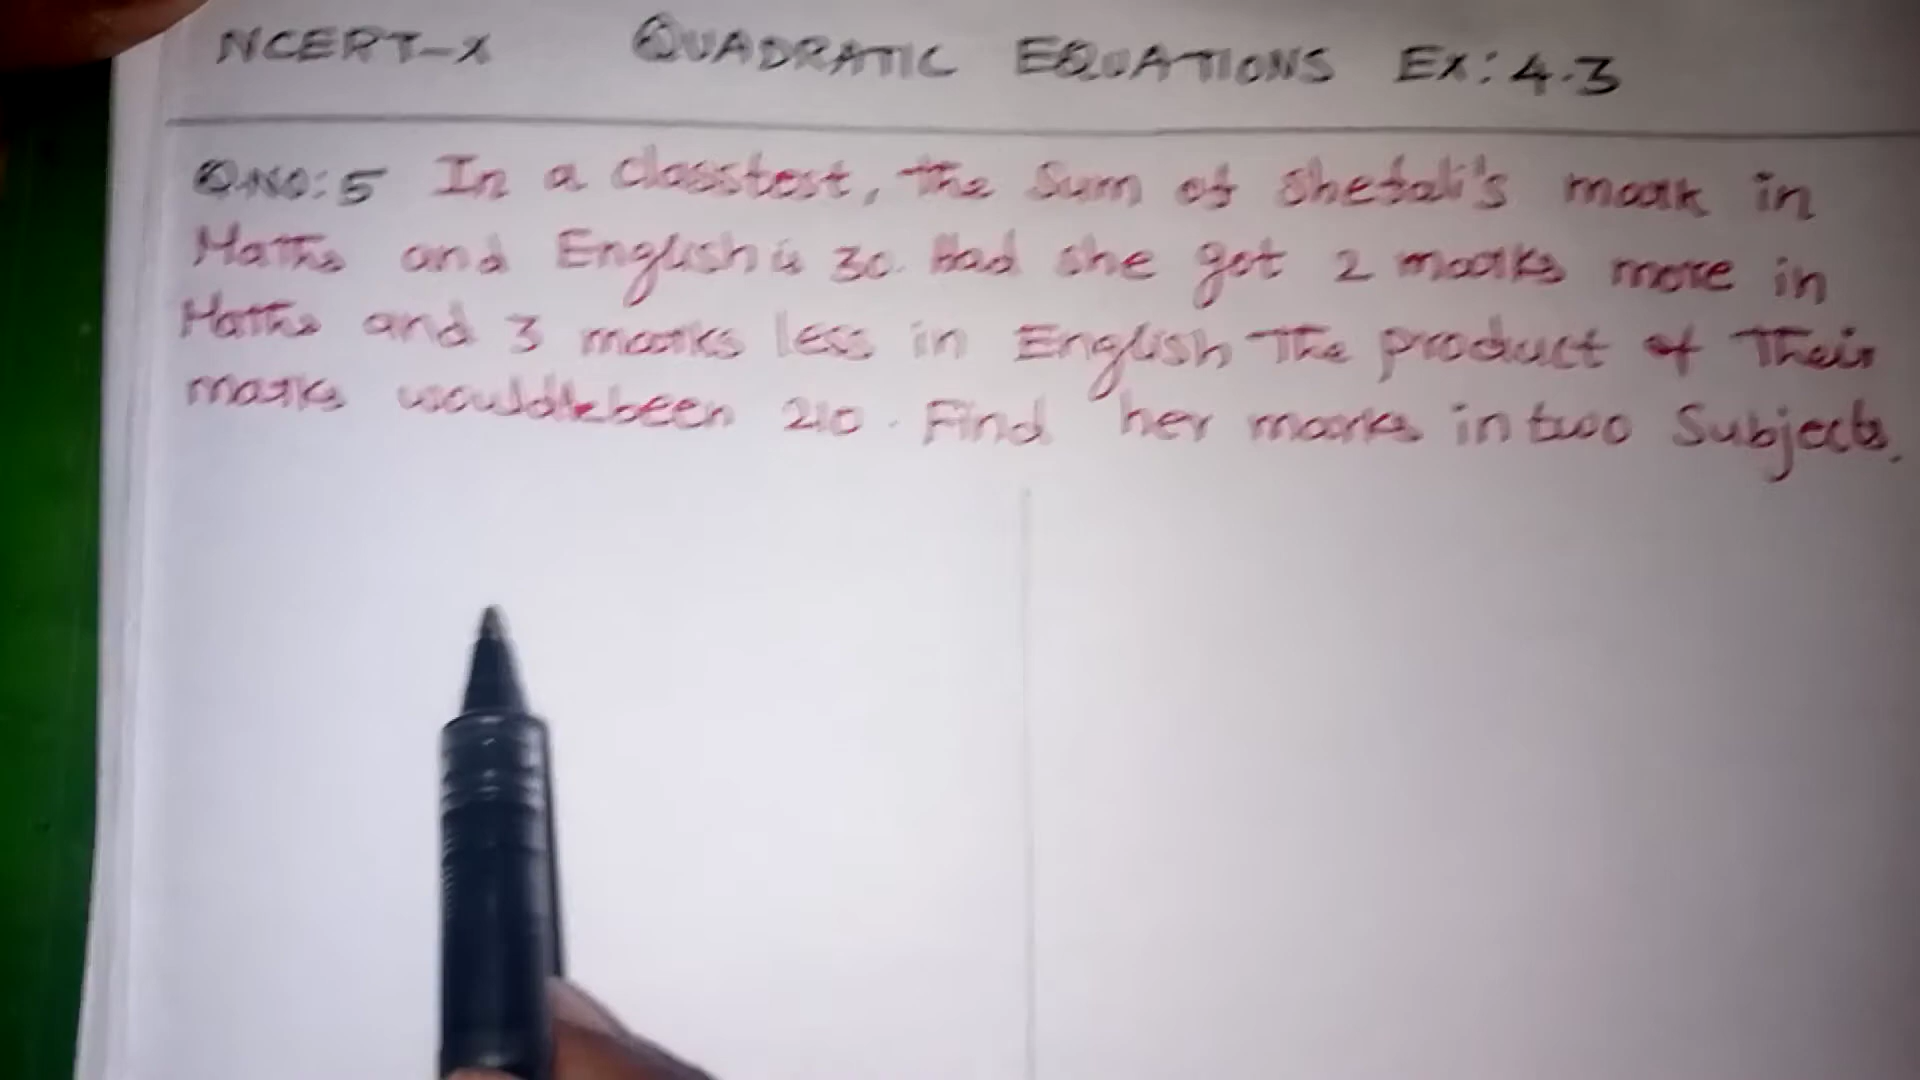 NCERT-X QUADRATIC EQUATIONS Ex: 4.3
Q.NO: 5 In a classtest, the Sum of Shefali's mark in
Maths and English is 30. Had she got 2 marks more in
Maths and 3 marks less in English The product of Their
marks would been 210. Find her marks in two Subjects.